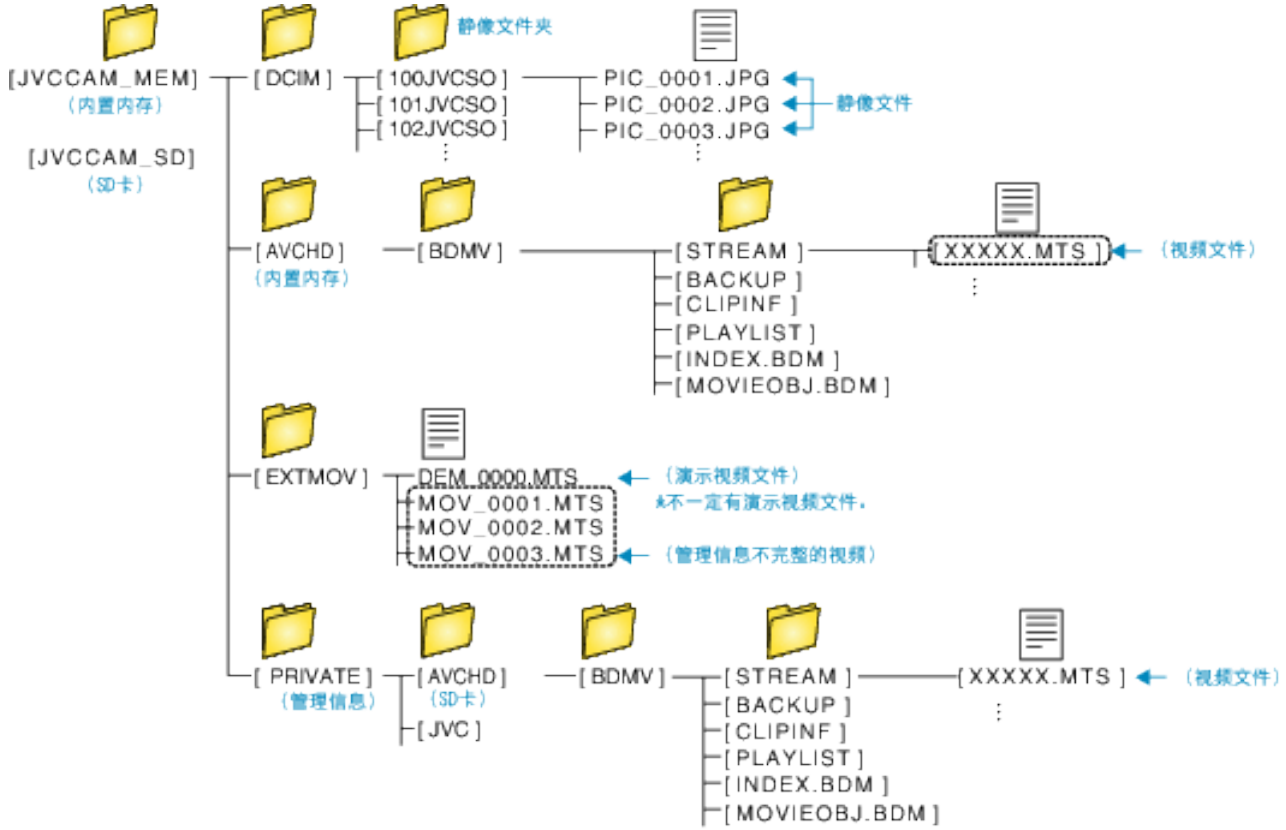 静像文件夹
[JVCCAM_MEM] [DCIM] [100JVCSO] PIC_0001.JPG
(内置内存) [101JVCSO] PIC_0002.JPG 静像文件
[102JVCSO] PIC_0003.JPG
[JVCCAM_SD]
(SD卡)
[AVCHD] [BDMV] [STREAM] [XXXXX.MTS] (视频文件)
(内置内存) [BACKUP]
[CLIPINF]
[PLAYLIST]
[INDEX.BDM]
[MOVIEOBJ.BDM]
[EXTMOV] DEM_0000.MTS (演示视频文件)
MOV_0001.MTS *不一定有演示视频文件。
MOV_0002.MTS
MOV_0003.MTS (管理信息不完整的视频)
[PRIVATE] [AVCHD] [BDMV] [STREAM] [XXXXX.MTS] (视频文件)
(管理信息) (SD卡) [BACKUP]
[JVC] [CLIPINF]
[PLAYLIST]
[INDEX.BDM]
[MOVIEOBJ.BDM]